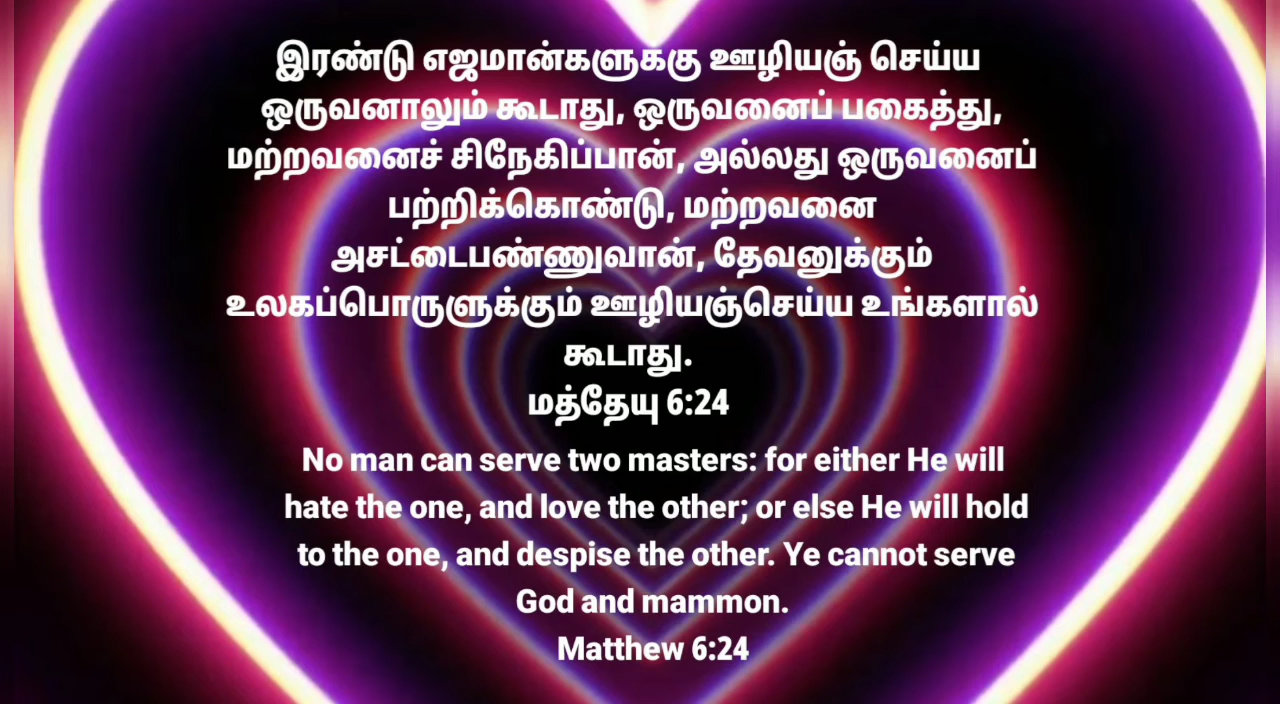 இரண்டு எஜமான்களுக்கு ஊழியஞ் செய்ய
ஒருவனாலும் கூடாது, ஒருவனைப் பகைத்து,
மற்றவனைச் சிநேகிப்பான், அல்லது ஒருவனைப்
பற்றிக்கொண்டு, மற்றவனை
அசட்டைபண்ணுவான், தேவனுக்கும்
உலகப்பொருளுக்கும் ஊழியஞ்செய்ய உங்களால்
கூடாது.
மத்தேயு 6:24
No man can serve two masters: for either He will
hate the one, and love the other; or else He will hold
to the one, and despise the other. Ye cannot serve
God and mammon.
Matthew 6:24